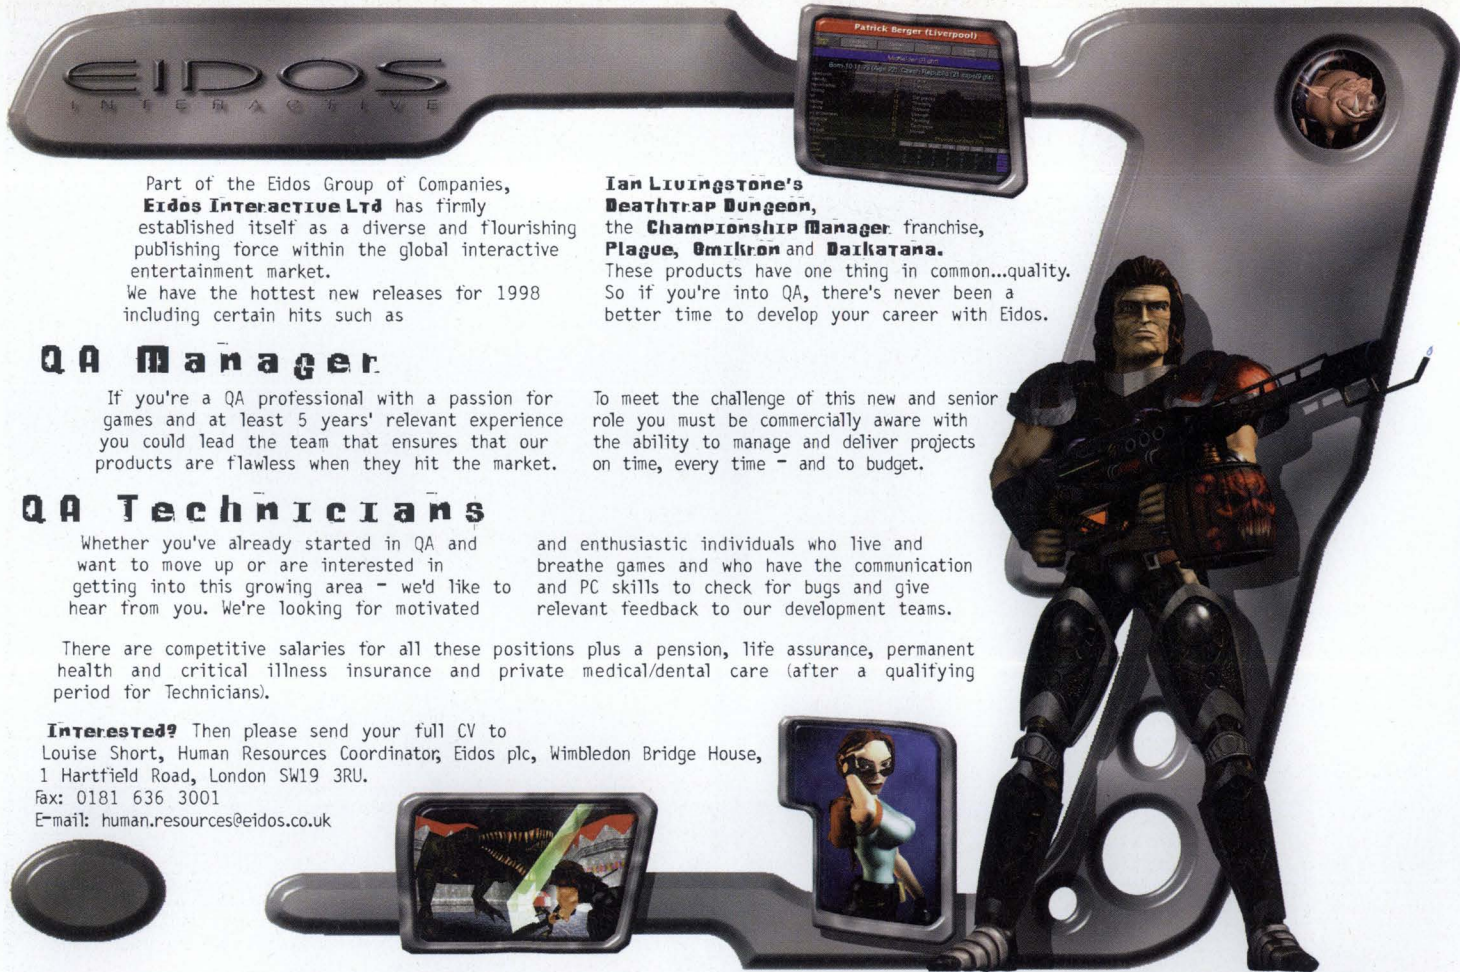 EIDOS
INTERACTIVE
Patrick Berger (Liverpool)
Part of the Eidos Group of Companies,
Eidos Interactive Ltd has firmly
established itself as a diverse and flourishing
publishing force within the global interactive
entertainment market.
We have the hottest new releases for 1998
including certain hits such as
Ian Livingstone's
Deathtrap Dungeon,
the Championship Manager franchise,
Plague, Omikron and Daikatana.
These products have one thing in common...quality.
So if you're into QA, there's never been a
better time to develop your career with Eidos.
QA Manager
If you're a QA professional with a passion for
games and at least 5 years' relevant experience
you could lead the team that ensures that our
products are flawless when they hit the market.
To meet the challenge of this new and senior
role you must be commercially aware with
the ability to manage and deliver projects
on time, every time - and to budget.
QA Technicians
Whether you've already started in QA and
want to move up or are interested in
getting into this growing area - we'd like to
hear from you. We're looking for motivated
and enthusiastic individuals who live and
breathe games and who have the communication
and PC skills to check for bugs and give
relevant feedback to our development teams.
There are competitive salaries for all these positions plus a pension, life assurance, permanent
health and critical illness insurance and private medical/dental care (after a qualifying
period for Technicians).
Interested? Then please send your full CV to
Louise Short, Human Resources Coordinator, Eidos plc, Wimbledon Bridge House,
1 Hartfield Road, London SW19 3RU.
Fax: 0181 636 3001
E-mail: human.resources@eidos.co.uk